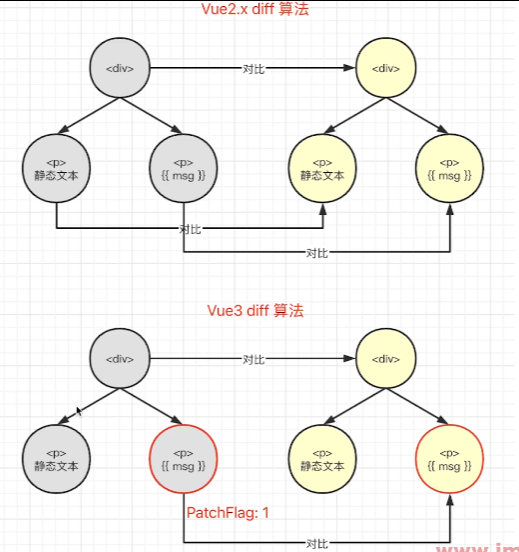 Vue2.x diff 算法
<div>
对比
<div>
<p>
静态文本
<p>
{{ msg }}
<p>
静态文本
<p>
{{ msg }}
对比
对比
Vue3 diff 算法
<div>
对比
<div>
<p>
静态文本
<p>
{{ msg }}
<p>
静态文本
<p>
{{ msg }}
PatchFlag: 1
对比